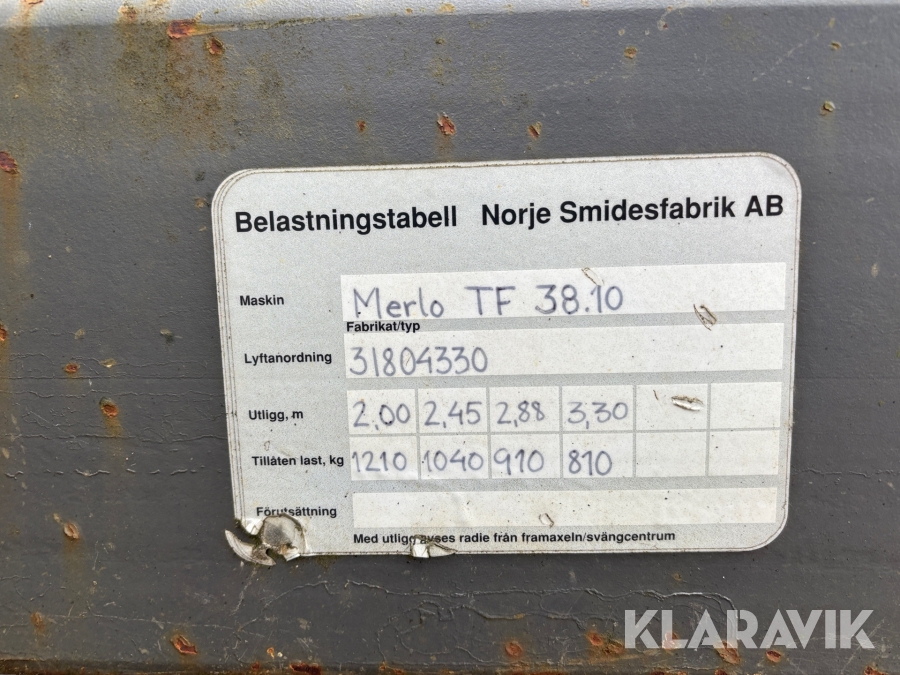 Belastningstabell Norje Smidesfabrik AB
Maskin Merlo TF 38.10
Fabrikat/typ
Lyftanordning 31804330
Utligg, m 2,00 2,45 2,88 3,30
Tillåten last, kg 1210 1040 910 810
Förutsättning
Med utligg avses radie från framaxeln/svängcentrum
KLARAVIK